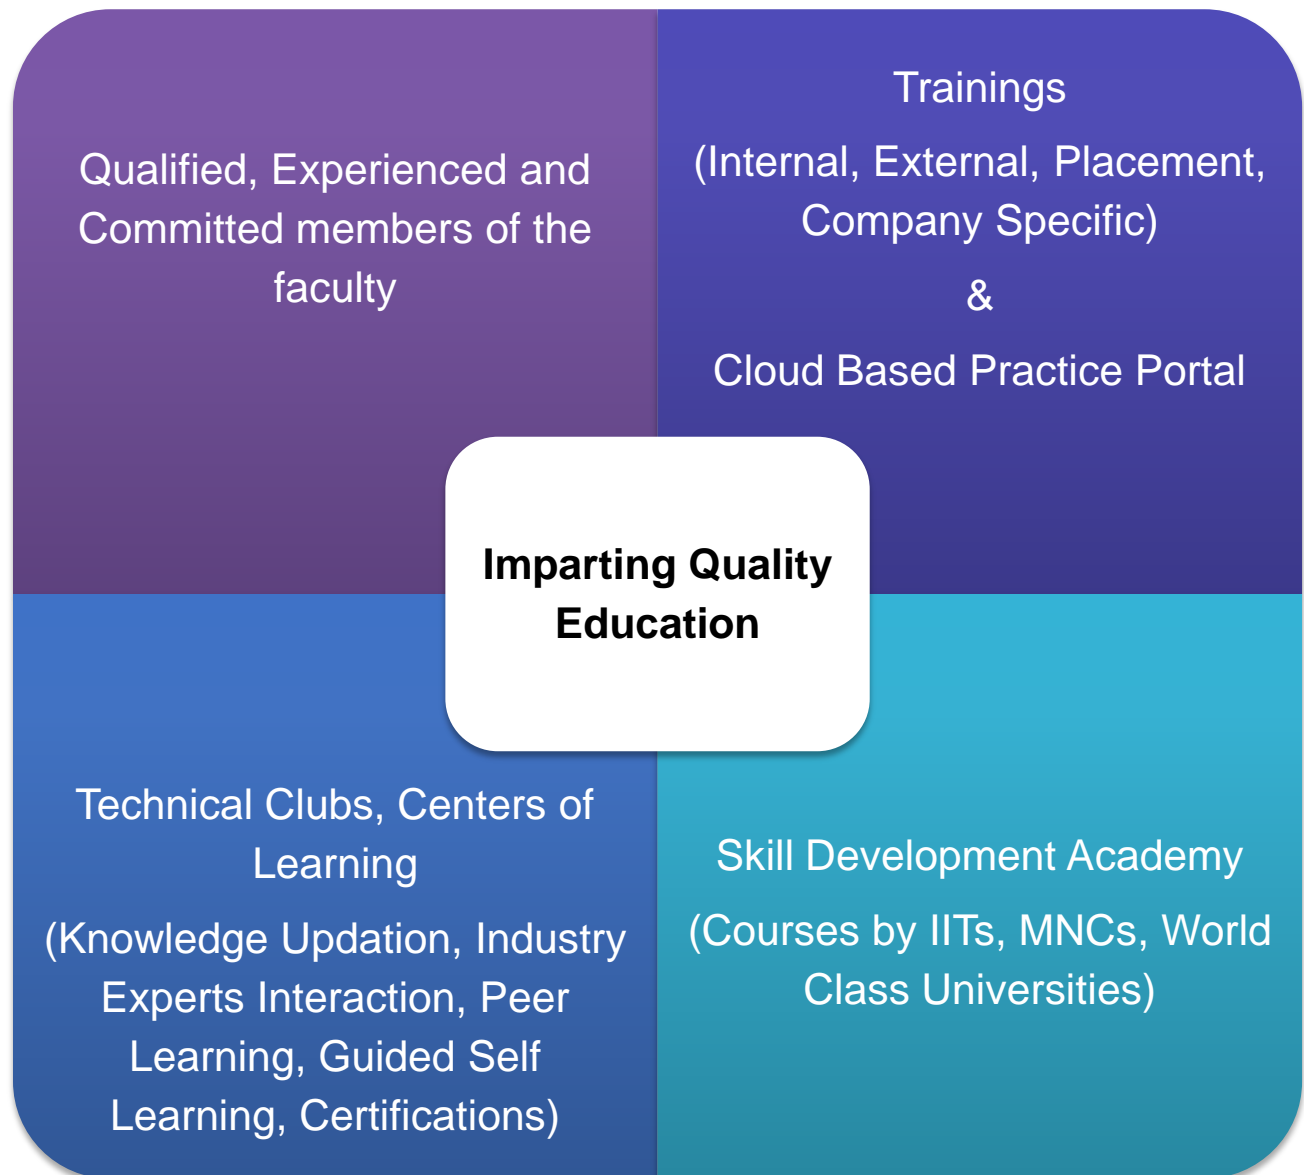 Qualified, Experienced and
Committed members of the
faculty
Trainings
(Internal, External, Placement,
Company Specific)
&
Cloud Based Practice Portal
Imparting Quality
Education
Technical Clubs, Centers of
Learning
(Knowledge Updation, Industry
Experts Interaction, Peer
Learning, Guided Self
Learning, Certifications)
Skill Development Academy
(Courses by IITs, MNCs, World
Class Universities)